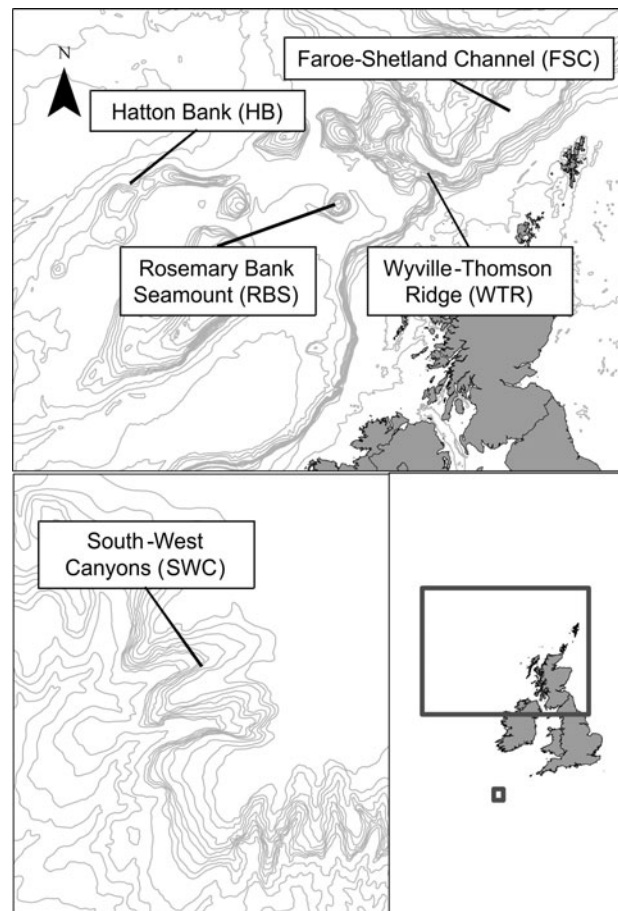 N
Faroe-Shetland Channel (FSC)
Hatton Bank (HB)
Rosemary Bank
Seamount (RBS)
Wyville-Thomson
Ridge (WTR)
South-West
Canyons (SWC)